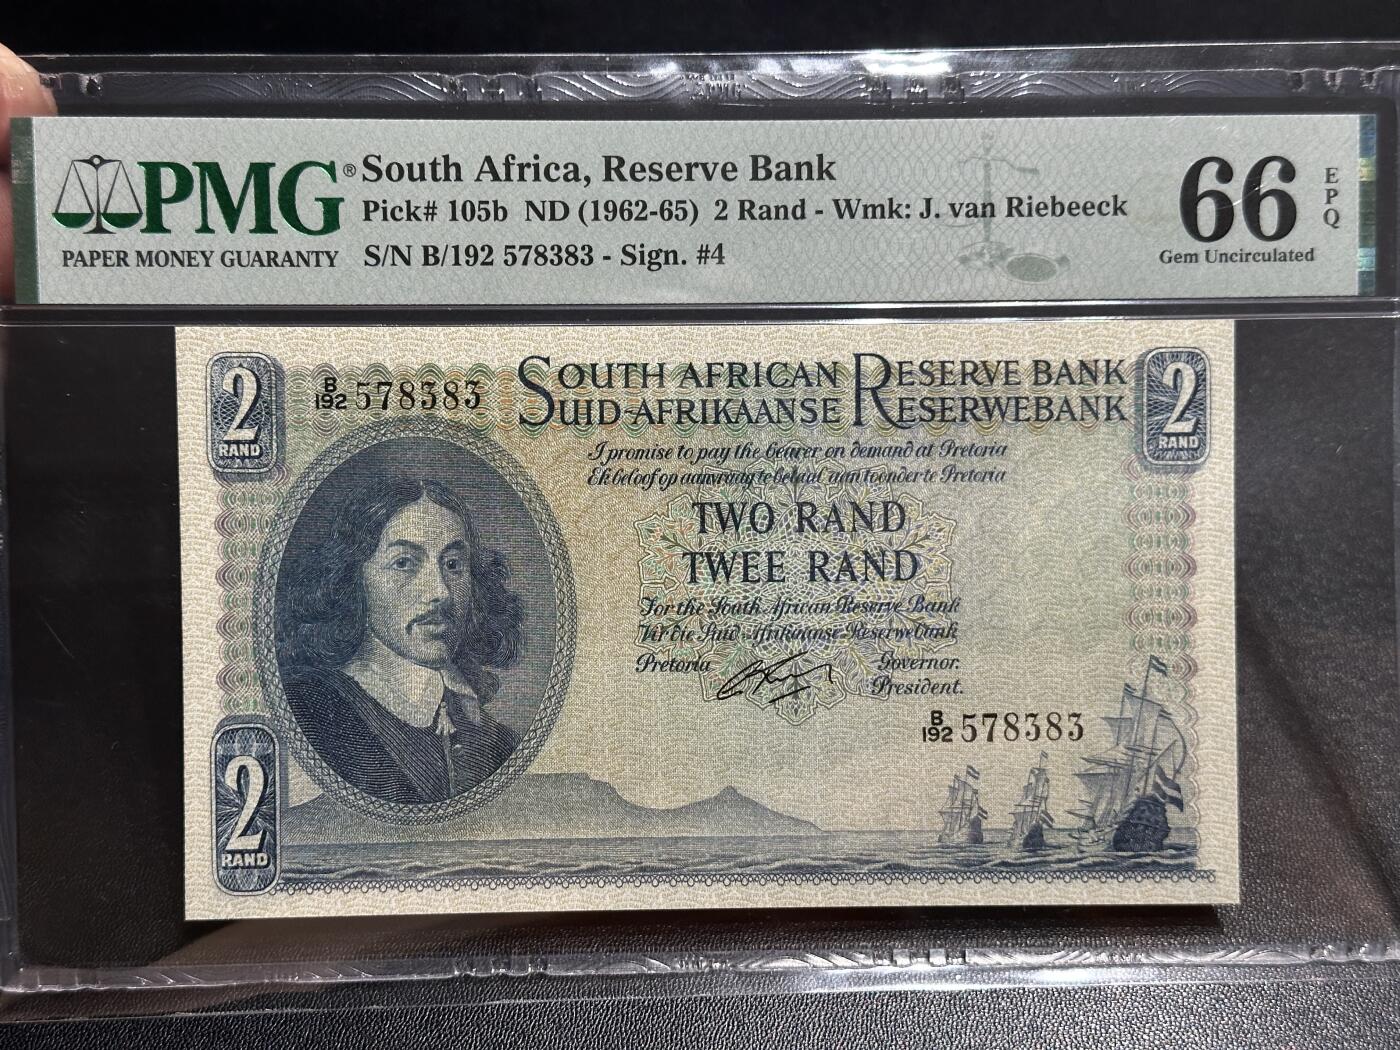 PMG®
PAPER MONEY GUARANTY
South Africa, Reserve Bank
Pick# 105b ND (1962-65) 2 Rand - Wmk: J. van Riebeeck
S/N B/192 578383 - Sign. #4
66
EPQ
Gem Uncirculated
2
RAND
B/192 578383
SOUTH AFRICAN RESERVE BANK
SUID-AFRIKAANSE RESERWEBANK
2
RAND
I promise to pay the bearer on demand at Pretoria
Ek beloof op aanvraag te betaal aan toonder te Pretoria
TWO RAND
TWEE RAND
For the South African Reserve Bank
Vir die Suid-Afrikaanse Reserwebank
Pretoria
Governor.
President.
B/192 578383
2
RAND